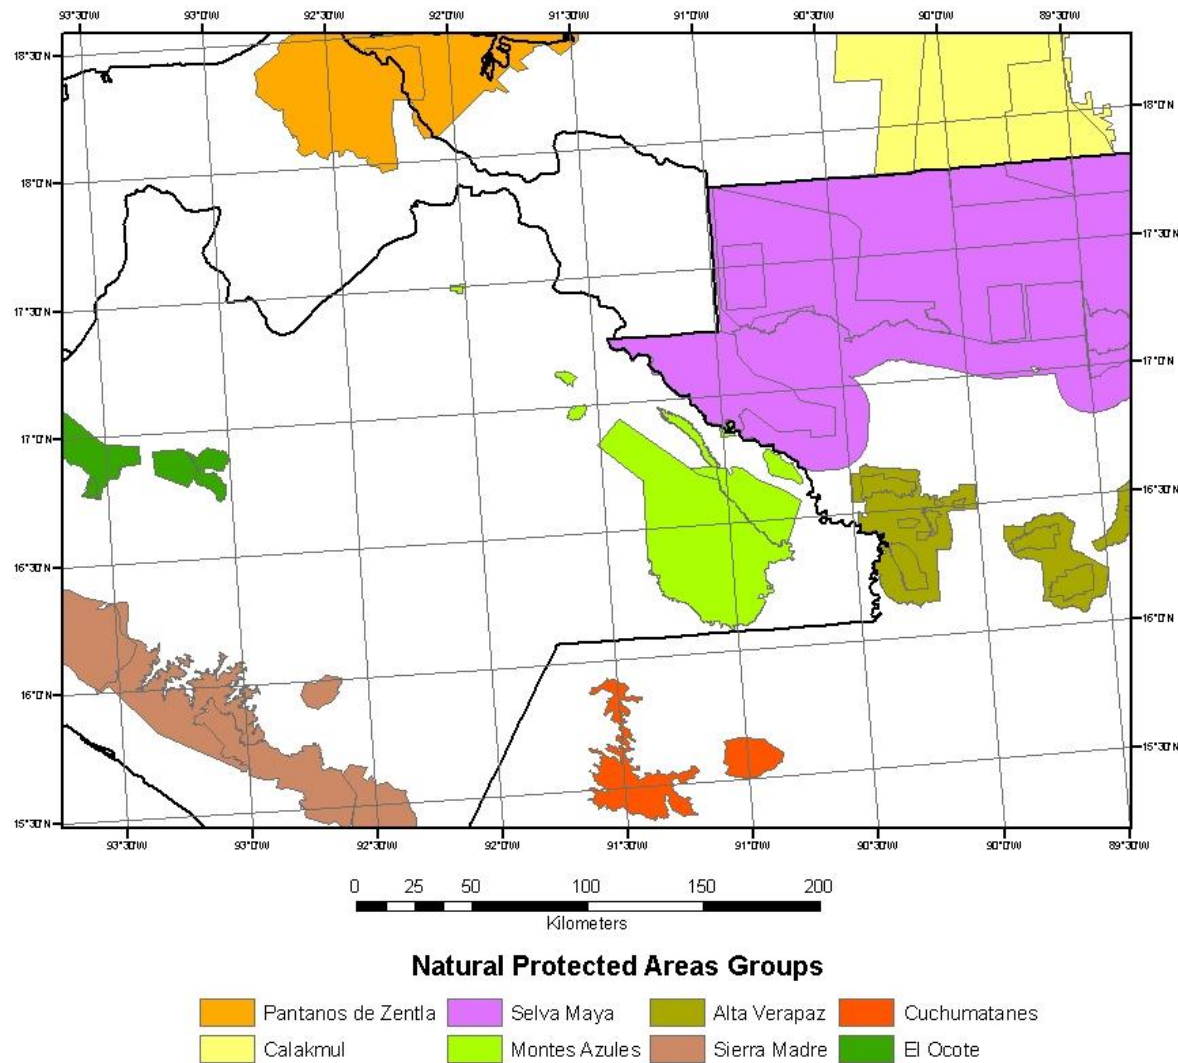 93°30'W 93°0'W 92°30'W 92°0'W 91°30'W 91°0'W 90°30'W 90°0'W 89°30'W
18°30'N
18°0'N
18°0'N
17°30'N
17°30'N
17°0'N
17°0'N
16°30'N
16°30'N
16°0'N
16°0'N
15°30'N
15°30'N
93°30'W 93°0'W 92°30'W 92°0'W 91°30'W 91°0'W 90°30'W 90°0'W 89°30'W
0 25 50 100 150 200
Kilometers
Natural Protected Areas Groups
Pantanos de Zentla Selva Maya Alta Verapaz Cuchumatanes
Calakmul Montes Azules Sierra Madre El Ocote